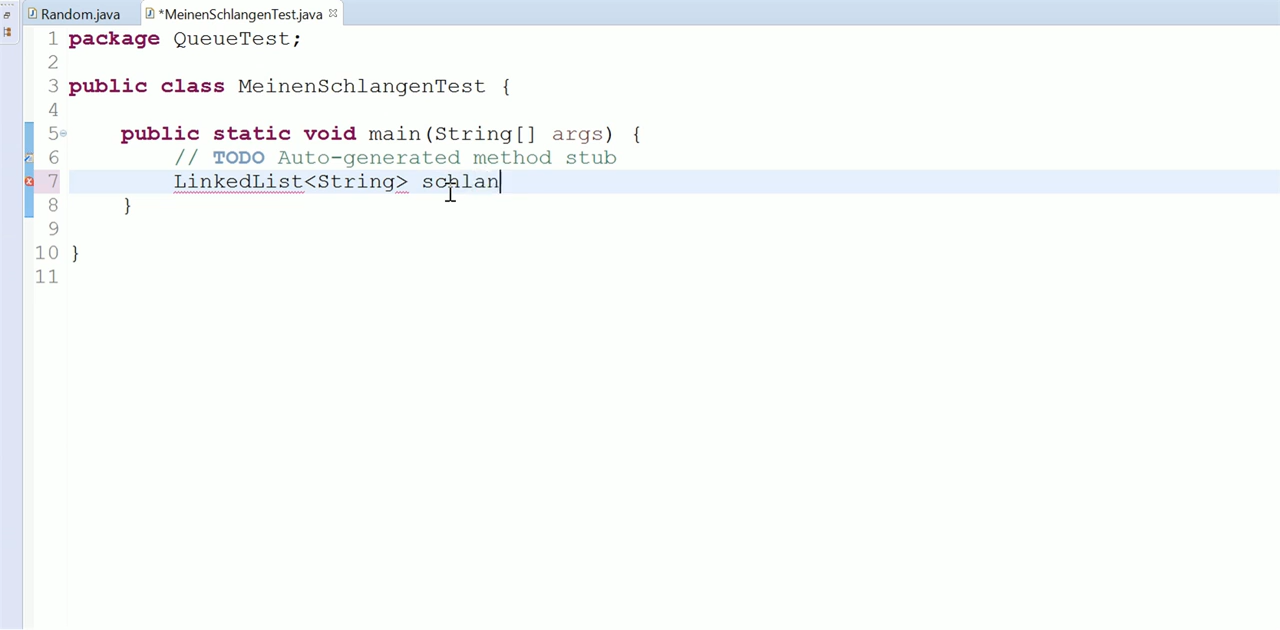 Random.java *MeinenSchlangenTest.java
1 package QueueTest;
2
3 public class MeinenSchlangenTest {
4
5 public static void main(String[] args) {
6 // TODO Auto-generated method stub
7 LinkedList<String> schlan
8 }
9
10 }
11